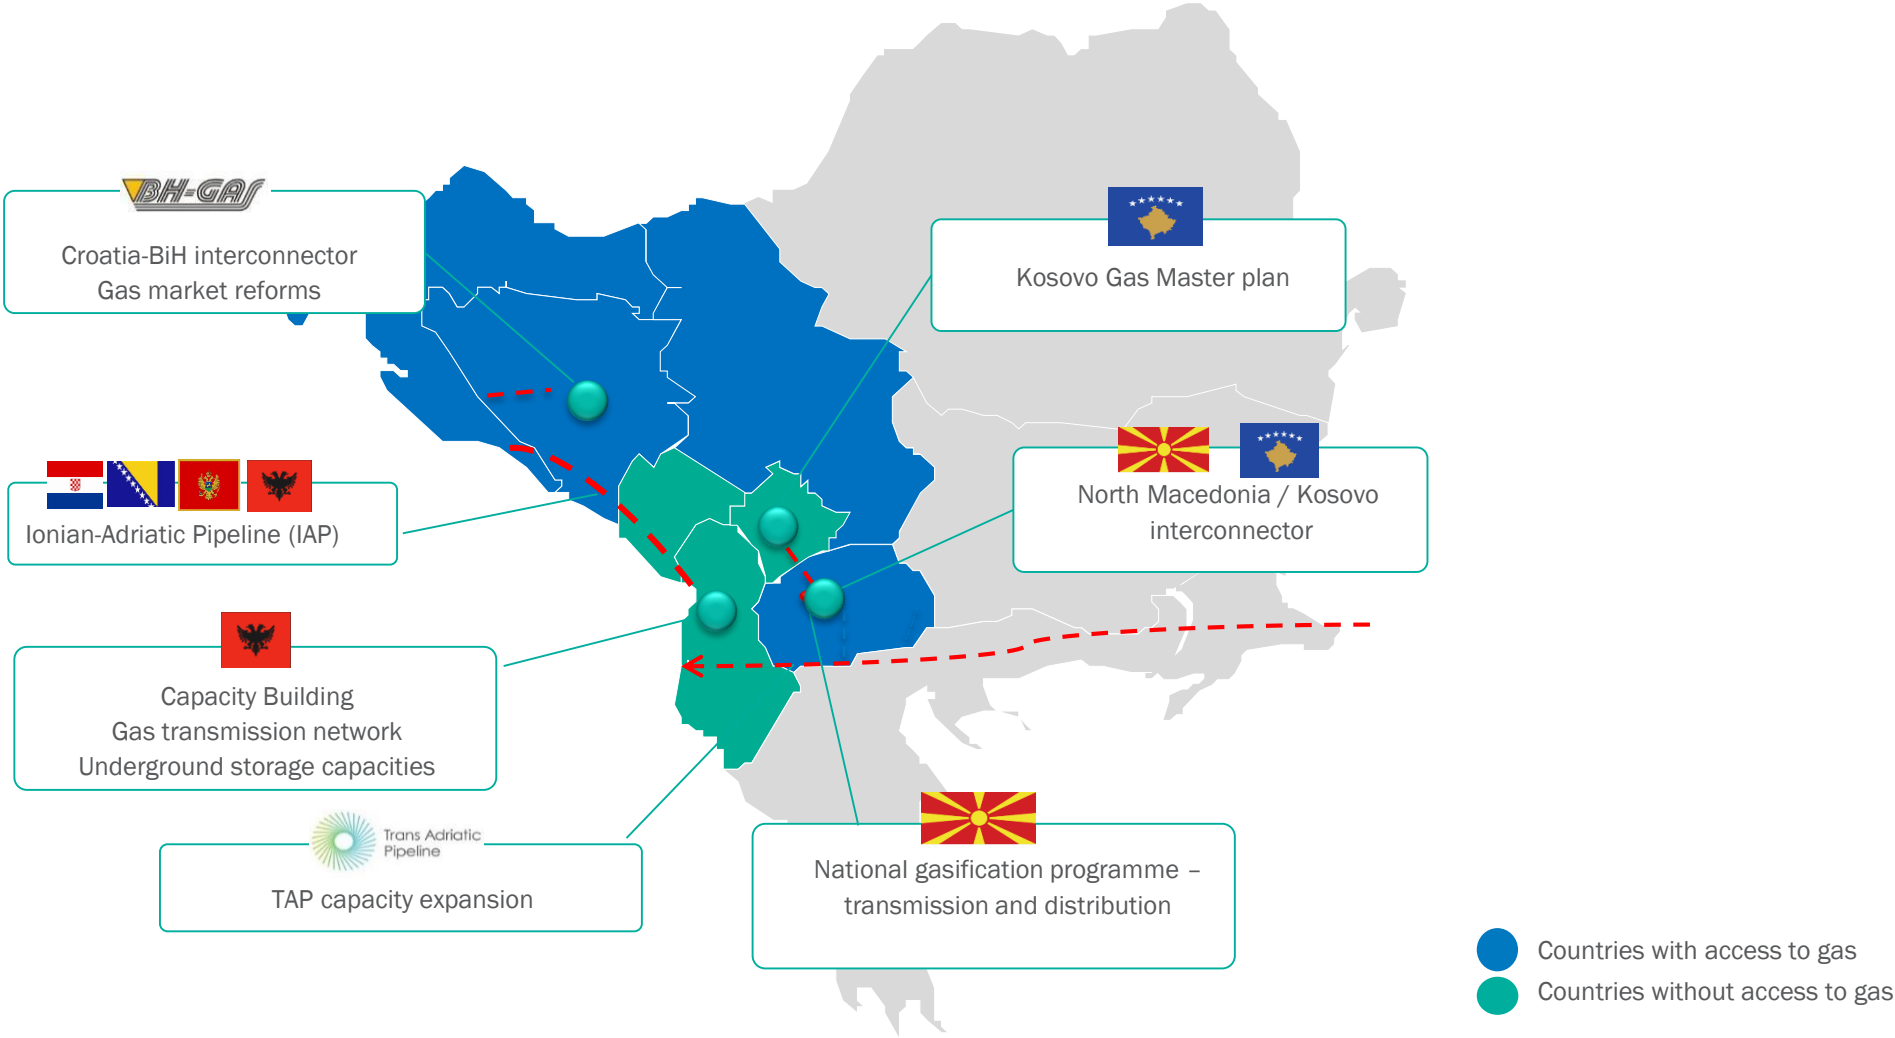 BH-GAS
Croatia-BiH interconnector
Gas market reforms
Kosovo Gas Master plan
Ionian-Adriatic Pipeline (IAP)
North Macedonia / Kosovo
interconnector
Capacity Building
Gas transmission network
Underground storage capacities
Trans Adriatic
Pipeline
TAP capacity expansion
National gasification programme –
transmission and distribution
Countries with access to gas
Countries without access to gas